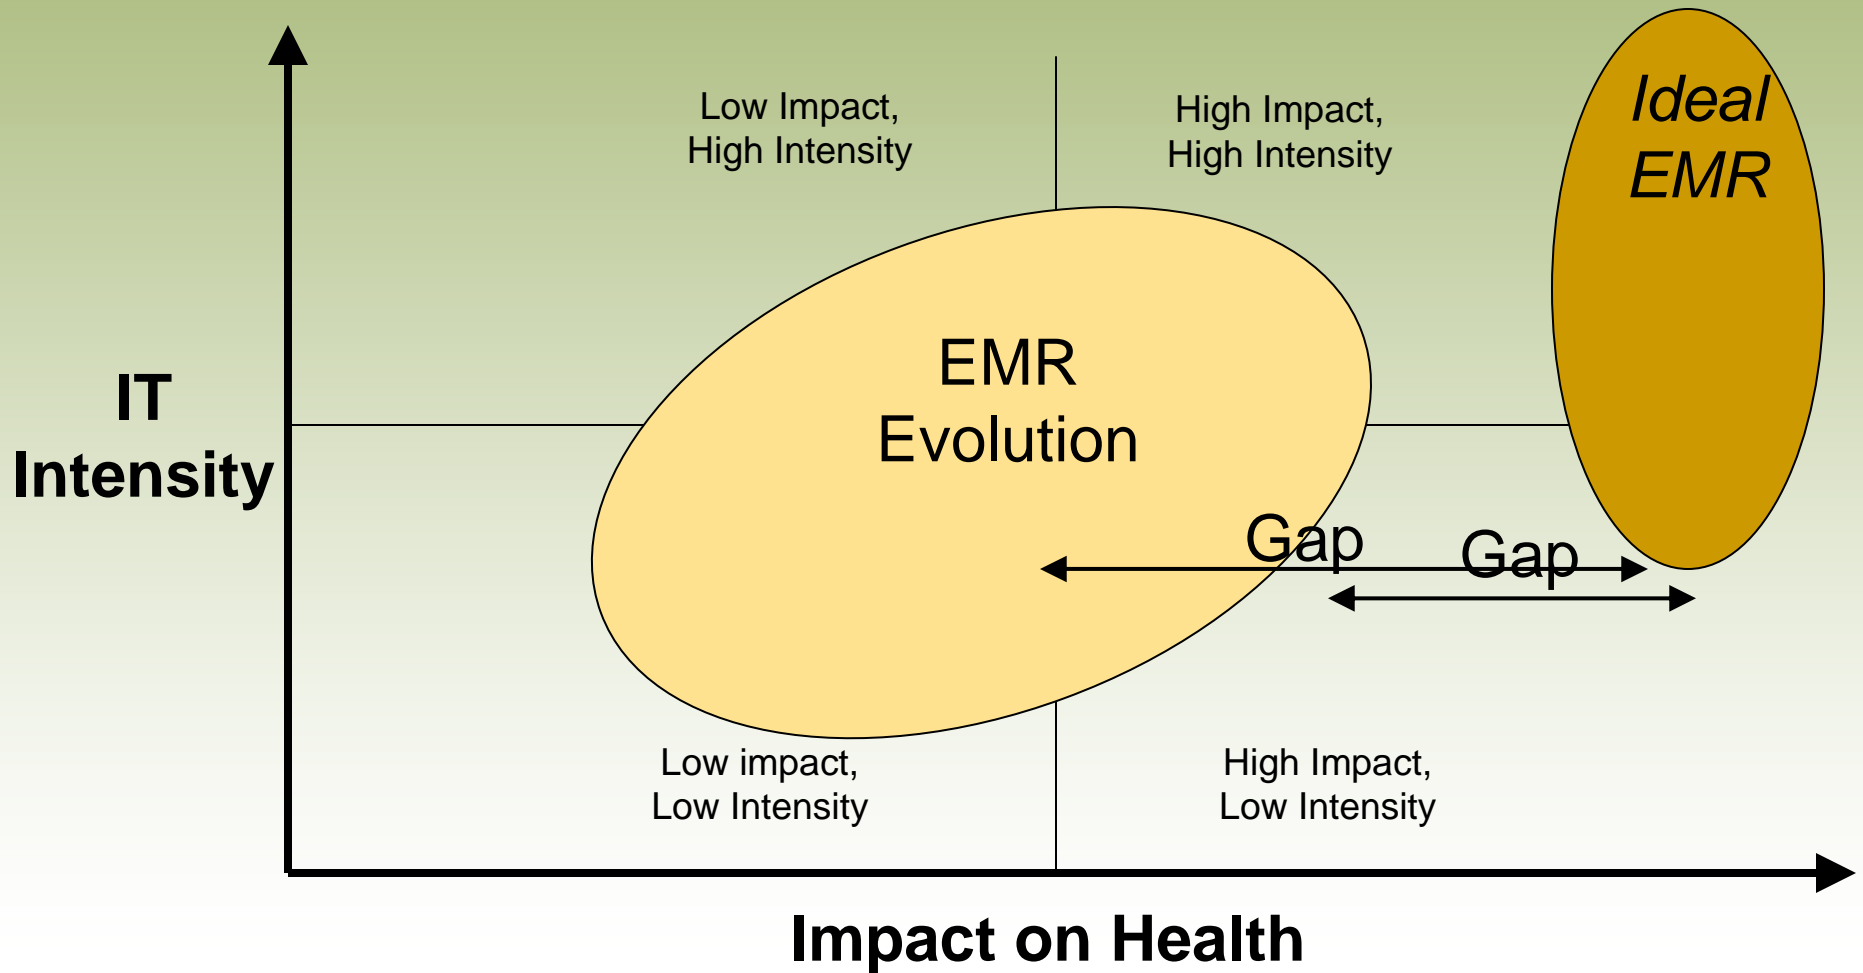 Low Impact,
High Intensity
High Impact,
High Intensity
Ideal
EMR
EMR
Evolution
IT
Intensity
Gap
Gap
Low impact,
Low Intensity
High Impact,
Low Intensity
Impact on Health